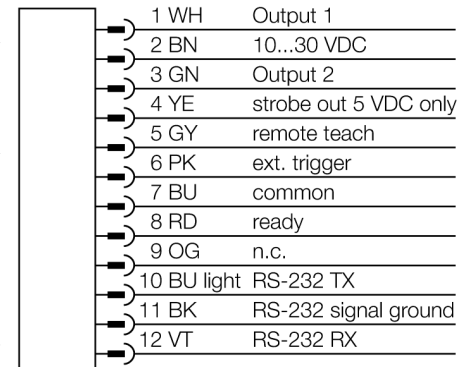 1 WH Output 1
2 BN 10...30 VDC
3 GN Output 2
4 YE strobe out 5 VDC only
5 GY remote teach
6 PK ext. trigger
7 BU common
8 RD ready
9 OG n.c.
10 BU light RS-232 TX
11 BK RS-232 signal ground
12 VT RS-232 RX